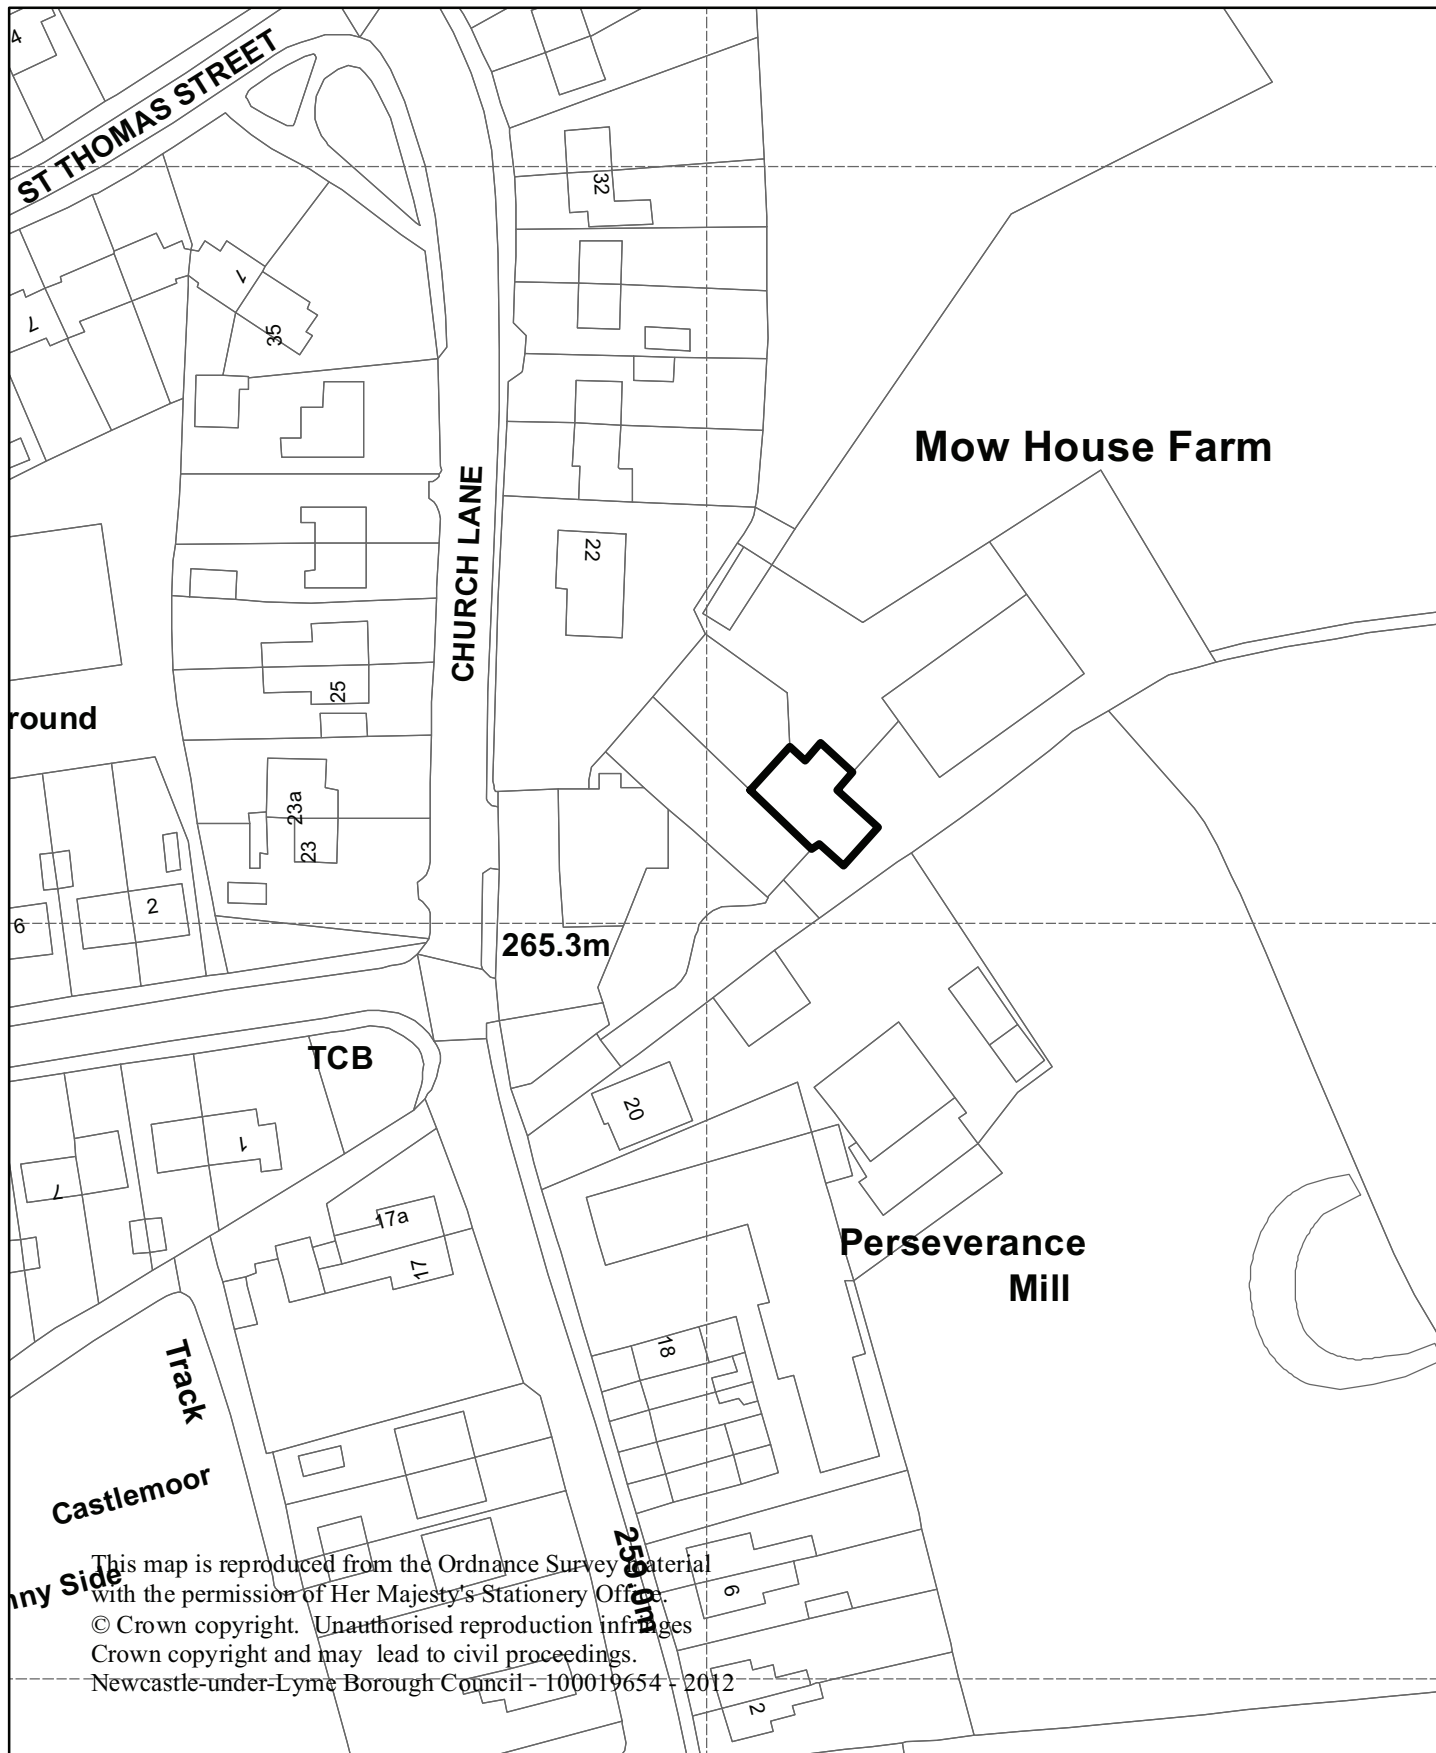 4
ST THOMAS STREET
32
1
7
35
Mow House Farm
CHURCH LANE
22
25
round
23a
23
2
6
265.3m
TCB
20
1
7
17a
17
Perseverance
Mill
18
Track
Castlemoor
nny Side
259.0m
6
2
This map is reproduced from the Ordnance Survey material
with the permission of Her Majesty's Stationery Office.
© Crown copyright. Unauthorised reproduction infringes
Crown copyright and may lead to civil proceedings.
Newcastle-under-Lyme Borough Council - 100019654 - 2012